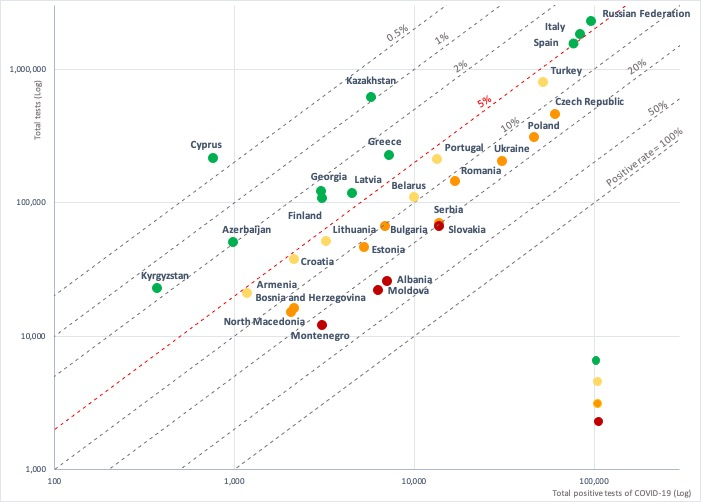 Total tests (Log)
1,000,000
100,000
10,000
1,000
0.5%
1%
2%
5%
10%
20%
50%
Positive rate = 100%
Russian Federation
Italy
Spain
Turkey
Kazakhstan
Czech Republic
Poland
Cyprus
Greece
Portugal
Ukraine
Georgia
Latvia
Belarus
Romania
Finland
Serbia
Azerbaijan
Lithuania
Bulgaria
Slovakia
Estonia
Croatia
Kyrgyzstan
Armenia
Albania
Moldova
Bosnia and Herzegovina
North Macedonia
Montenegro
100
1,000
10,000
100,000
Total positive tests of COVID-19 (Log)